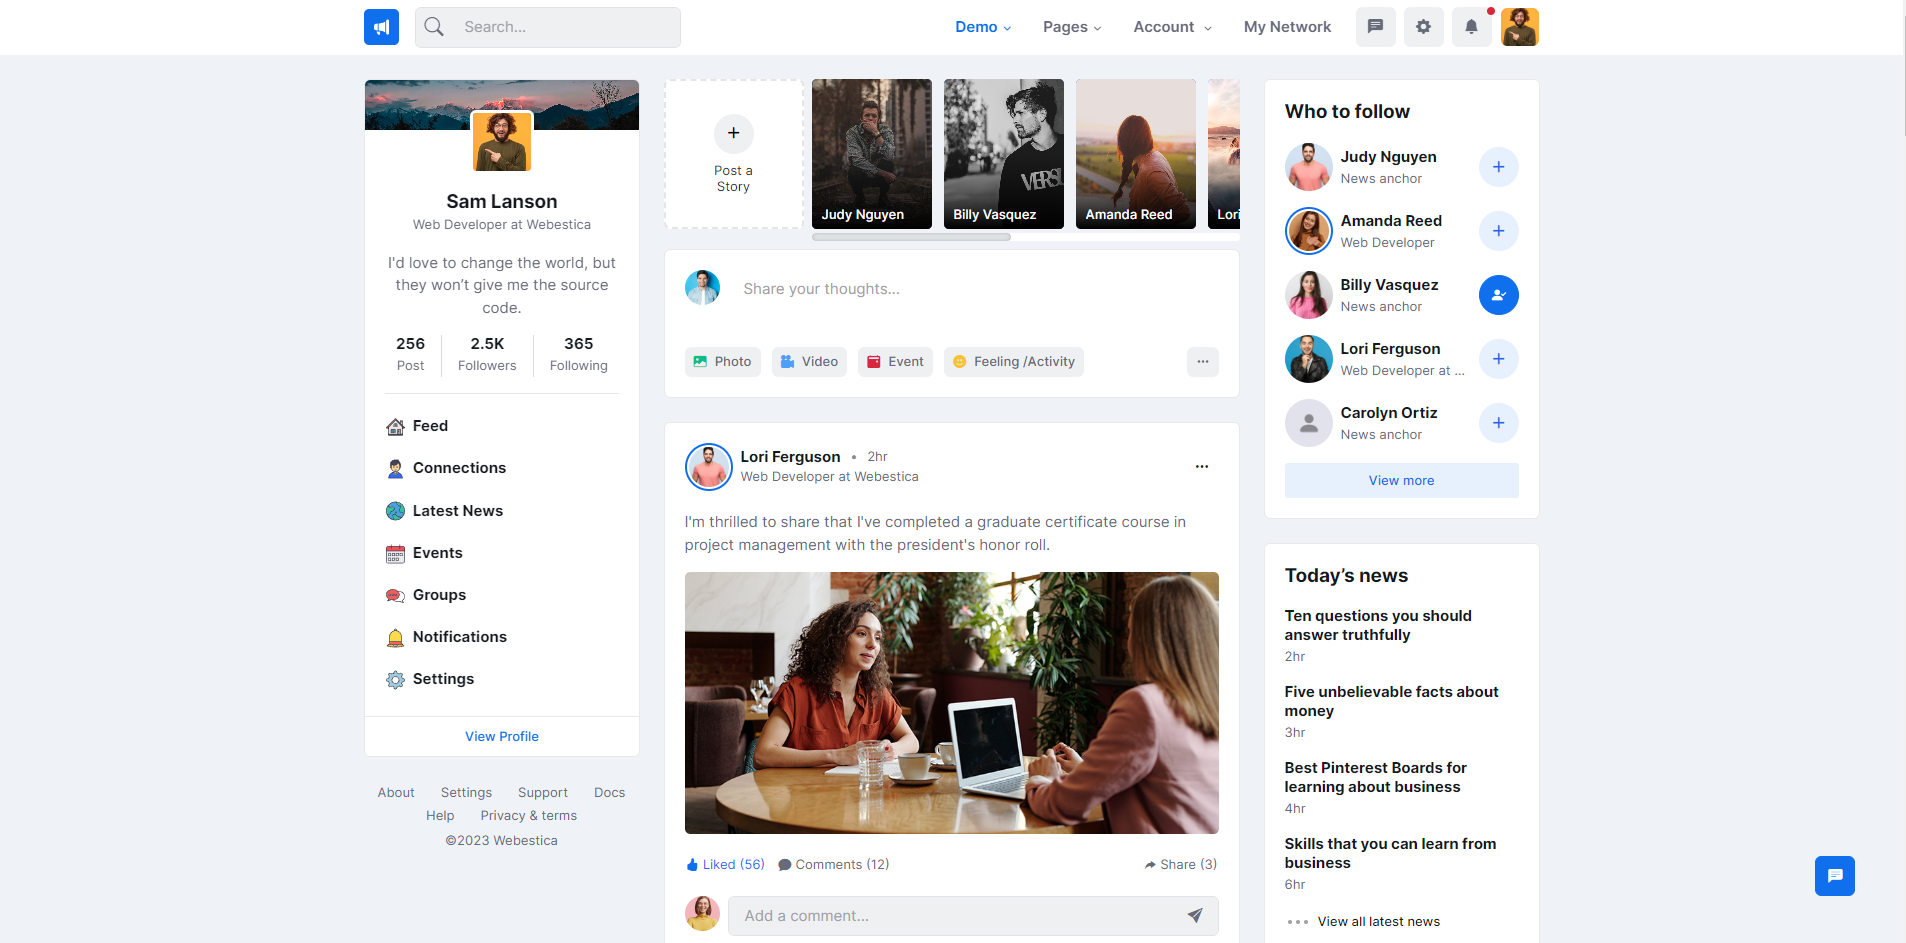 Search...
Demo
Pages
Account
My Network
Sam Lanson
Web Developer at Webestica
I'd love to change the world, but
they won't give me the source
code.
256
Post
2.5K
Followers
365
Following
Feed
Connections
Latest News
Events
Groups
Notifications
Settings
View Profile
About Settings Support Docs
Help Privacy & terms
©2023 Webestica
Post a
Story
Judy Nguyen
VERS
Billy Vasquez
Amanda Reed
Lori
Share your thoughts...
Photo
Video
Event
Feeling /Activity
Lori Ferguson • 2hr
Web Developer at Webestica
I'm thrilled to share that I've completed a graduate certificate course in
project management with the president's honor roll.
Liked (56)
Comments (12)
Share (3)
Add a comment...
Who to follow
Judy Nguyen
News anchor
Amanda Reed
Web Developer
Billy Vasquez
News anchor
Lori Ferguson
Web Developer at ...
Carolyn Ortiz
News anchor
View more
Today’s news
Ten questions you should
answer truthfully
2hr
Five unbelievable facts about
money
3hr
Best Pinterest Boards for
learning about business
4hr
Skills that you can learn from
business
6hr
View all latest news